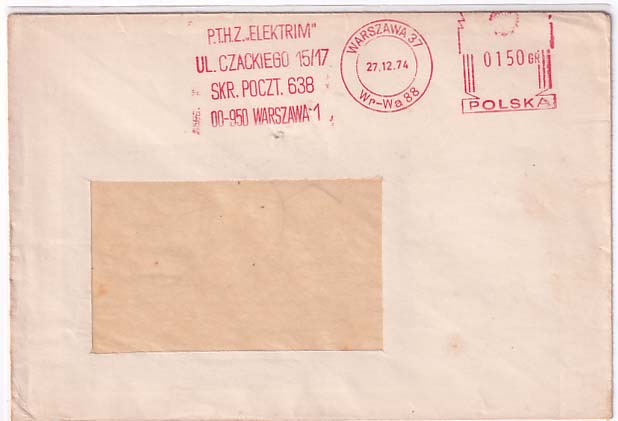 P.T.H.Z. „ELEKTRIM"
UL. CZACKIEGO 15/17
SKR. POCZT. 638
00-950 WARSZAWA 1
WARSZAWA 37
27.12.74
Wr-Wa 88
0150 GR
POLSKA